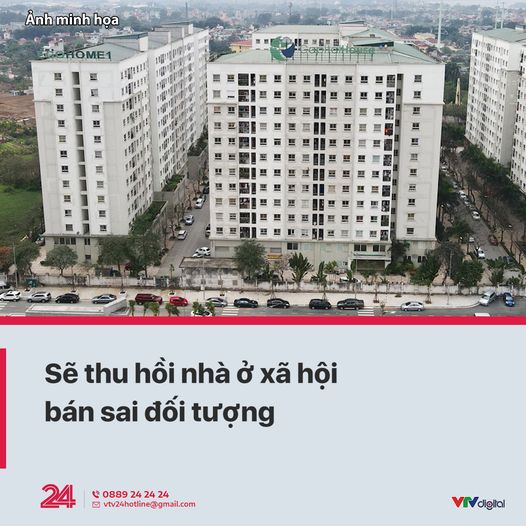 Ảnh minh họa
HOME1
EcoHome
Sẽ thu hồi nhà ở xã hội
bán sai đối tượng
24
0889 24 24 24
vtv24hotline@gmail.com
VTVdigital